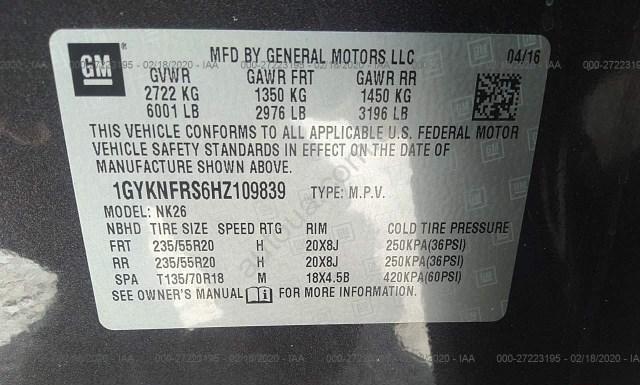 GM
MFD BY GENERAL MOTORS LLC 04/16
GVWR GAWR FRT GAWR RR
2722 KG 1350 KG 1450 KG
6001 LB 2976 LB 3196 LB
THIS VEHICLE CONFORMS TO ALL APPLICABLE U.S. FEDERAL MOTOR
VEHICLE SAFETY STANDARDS IN EFFECT ON THE DATE OF
MANUFACTURE SHOWN ABOVE.
1GYKNFRS6HZ109839 TYPE: M.P.V.
MODEL: NK26
NBHD TIRE SIZE SPEED RTG RIM COLD TIRE PRESSURE
FRT 235/55R20 H 20X8J 250KPA(36PSI)
RR 235/55R20 H 20X8J 250KPA(36PSI)
SPA T135/70R18 M 18X4.5B 420KPA(60PSI)
SEE OWNER'S MANUAL FOR MORE INFORMATION.
000-27223195 - 02/18/2020 - IAA